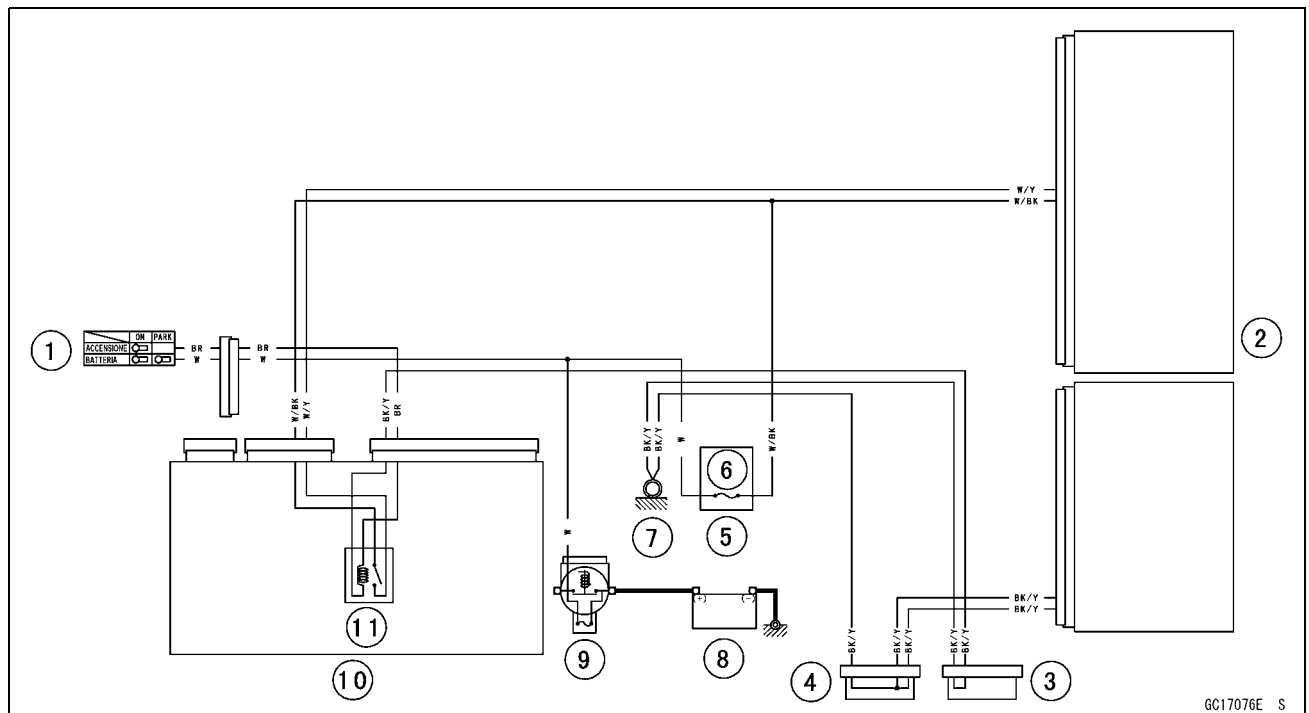 W/Y
W/BK
1
ON PARK
ACCENSIONE
BATTERIA
BR
W
BR
W
2
W/BK
W/Y
BK/Y
BR
BK/Y
BK/Y
W
W/BK
6
7
5
W
(+)
(-)
BK/Y
BK/Y
11
10
9
8
BK/Y
BK/Y
BK/Y
BK/Y
BK/Y
4
3
GC17076E S